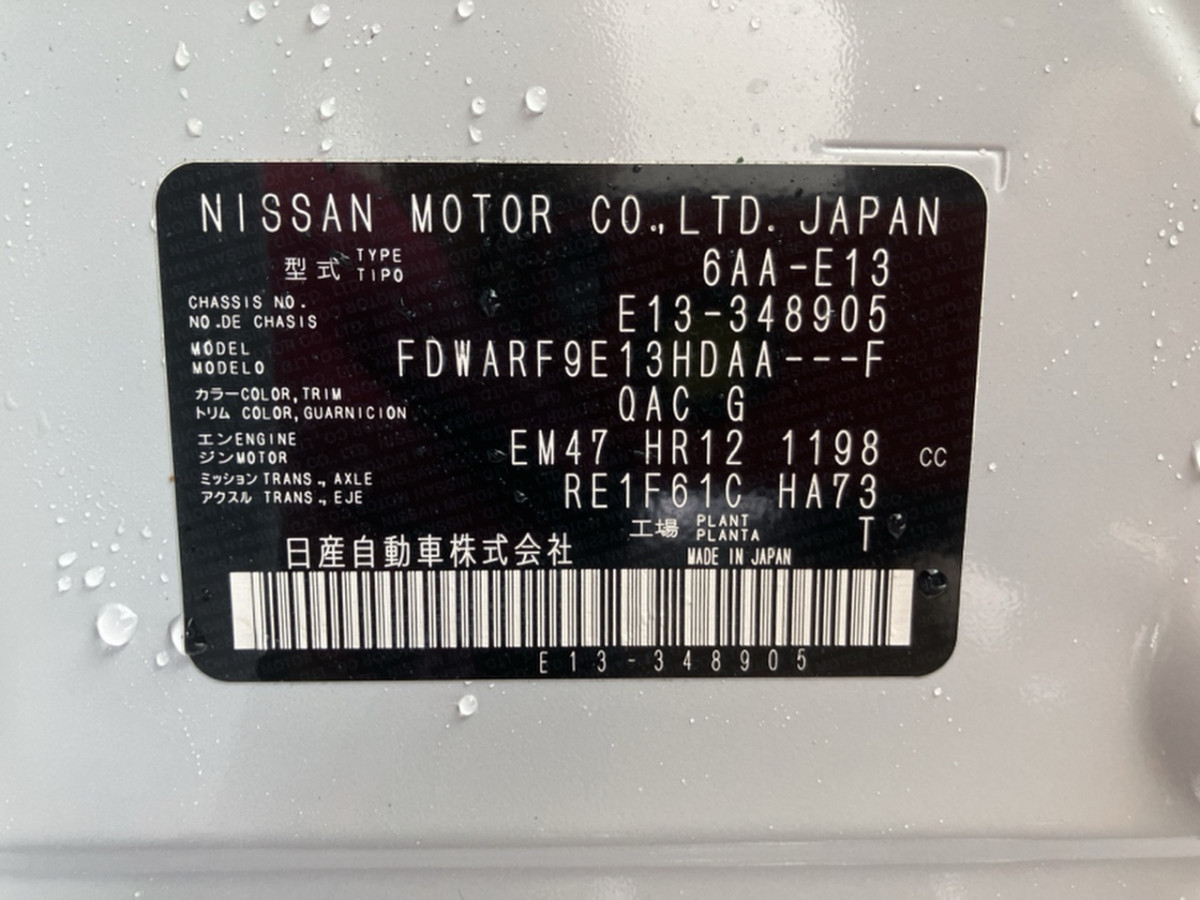 NISSAN MOTOR CO.,LTD. JAPAN
型式 TYPE TIPO 6AA-E13
CHASSIS NO. NO.DE CHASIS E13-348905
MODEL MODELO FDWARF9E13HDAA---F
カラー COLOR,TRIM トリム COLOR,GUARNICION QAC G
エンジン ENGINE MOTOR EM47 HR12 1198 CC
ミッション TRANS.,AXLE アクスル TRANS.,EJE RE1F61C HA73
工場 PLANT PLANTA T
日産自動車株式会社 MADE IN JAPAN
E13-348905